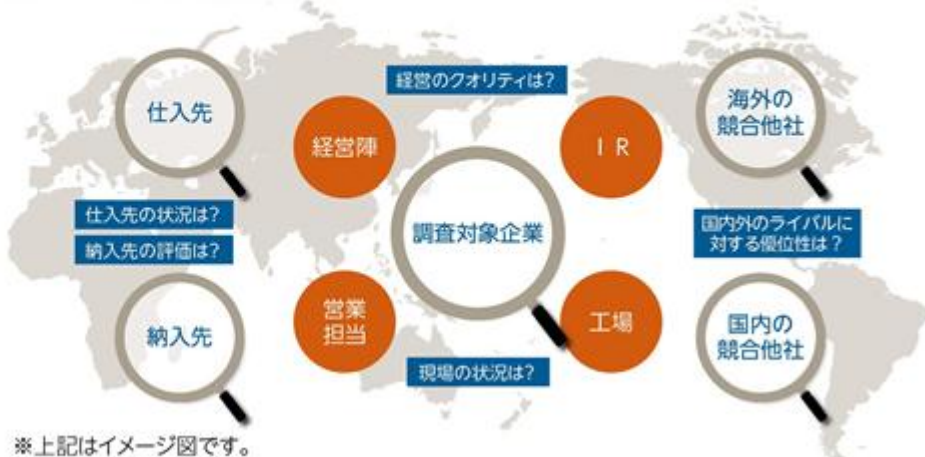 経営のクオリティは?
仕入先
経営陣
IR
海外の
競合他社
調査対象企業
仕入先の状況は?
納入先の評価は?
国内外のライバルに
対する優位性は?
納入先
営業
担当
工場
国内の
競合他社
現場の状況は?
※上記はイメージ図です。